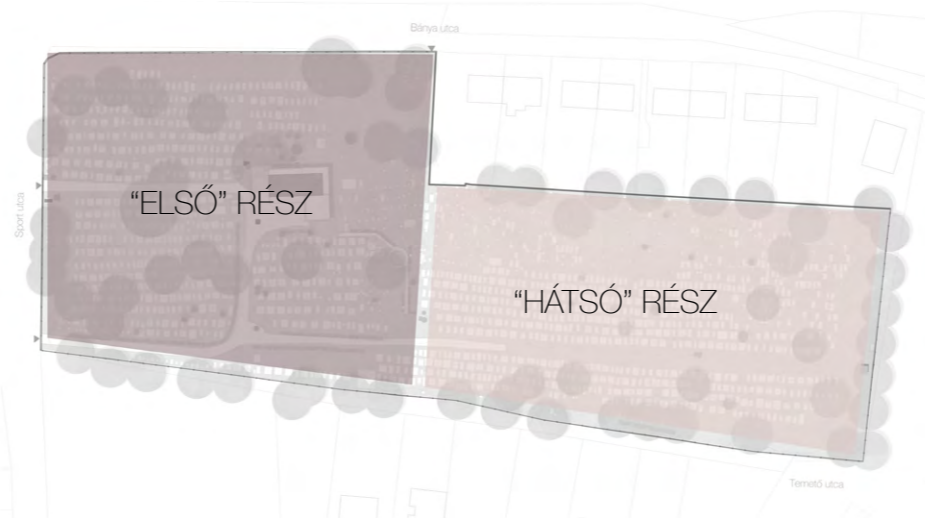 Bánya utca
Sport utca
"ELSŐ" RÉSZ
"HÁTSÓ" RÉSZ
Temető utca